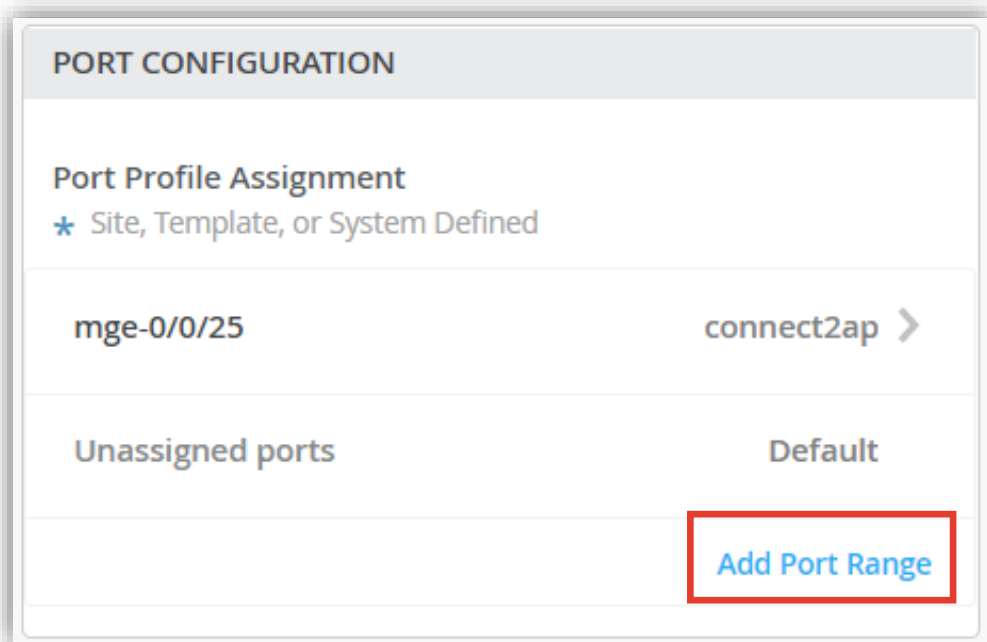 PORT CONFIGURATION
Port Profile Assignment
* Site, Template, or System Defined
mge-0/0/25 connect2ap >
Unassigned ports Default
Add Port Range